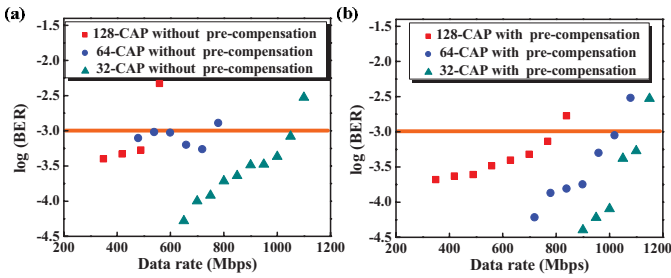 (a)
128-CAP without pre-compensation
64-CAP without pre-compensation
32-CAP without pre-compensation
-1.5
-2.0
-2.5
-3.0
-3.5
-4.0
-4.5
log (BER)
200 400 600 800 1000 1200
Data rate (Mbps)
(b)
128-CAP with pre-compensation
64-CAP with pre-compensation
32-CAP with pre-compensation
-1.5
-2.0
-2.5
-3.0
-3.5
-4.0
-4.5
log (BER)
200 400 600 800 1000 1200
Data rate (Mbps)